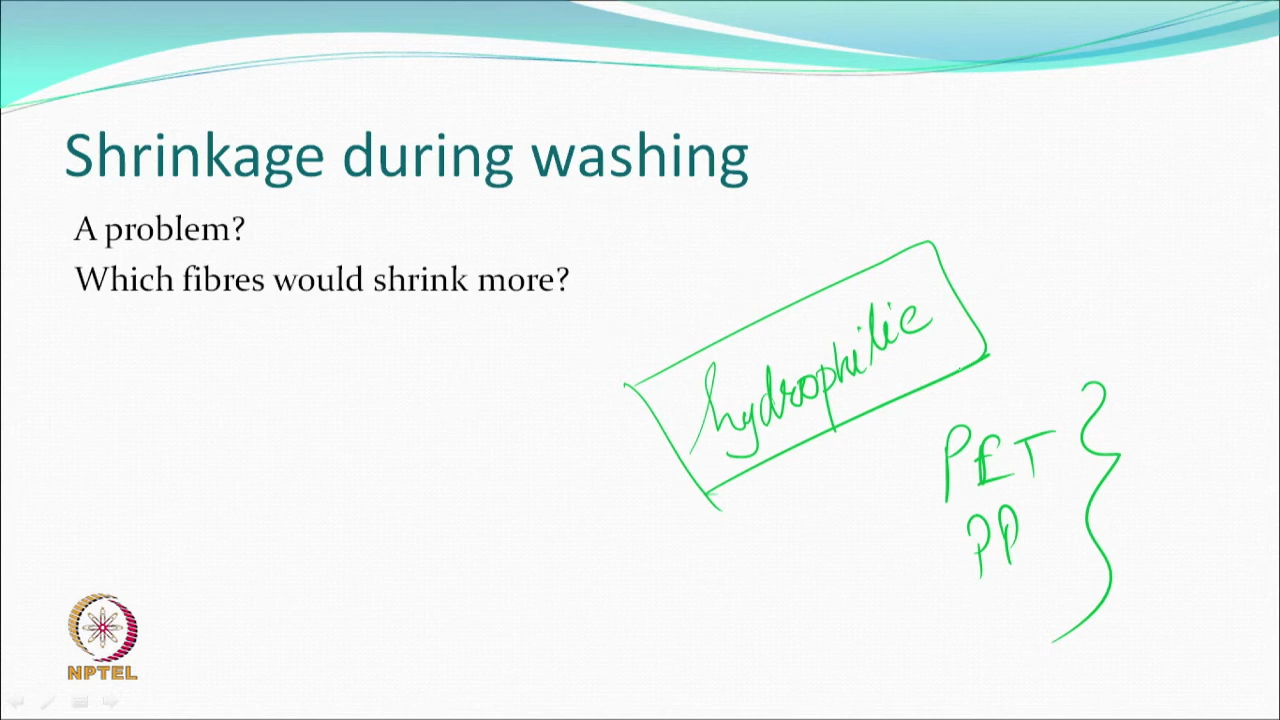 Shrinkage during washing
A problem?
Which fibres would shrink more?
hydrophilic
PET
PP
NPTEL